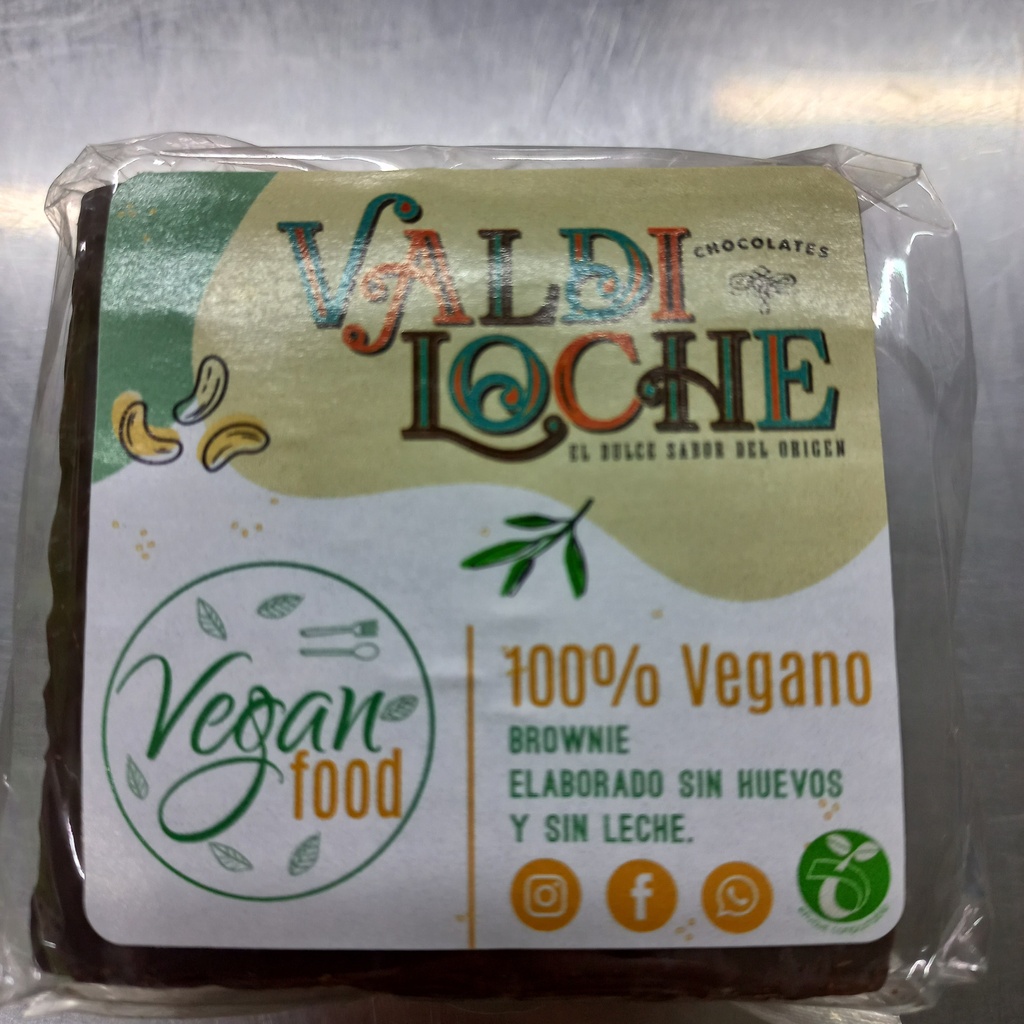 VALDI
CHOCOLATES
LOCHE
EL DULCE SABOR DEL ORIGEN
Vegan
food
100% Vegano
BROWNIE
ELABORADO SIN HUEVOS
Y SIN LECHE.